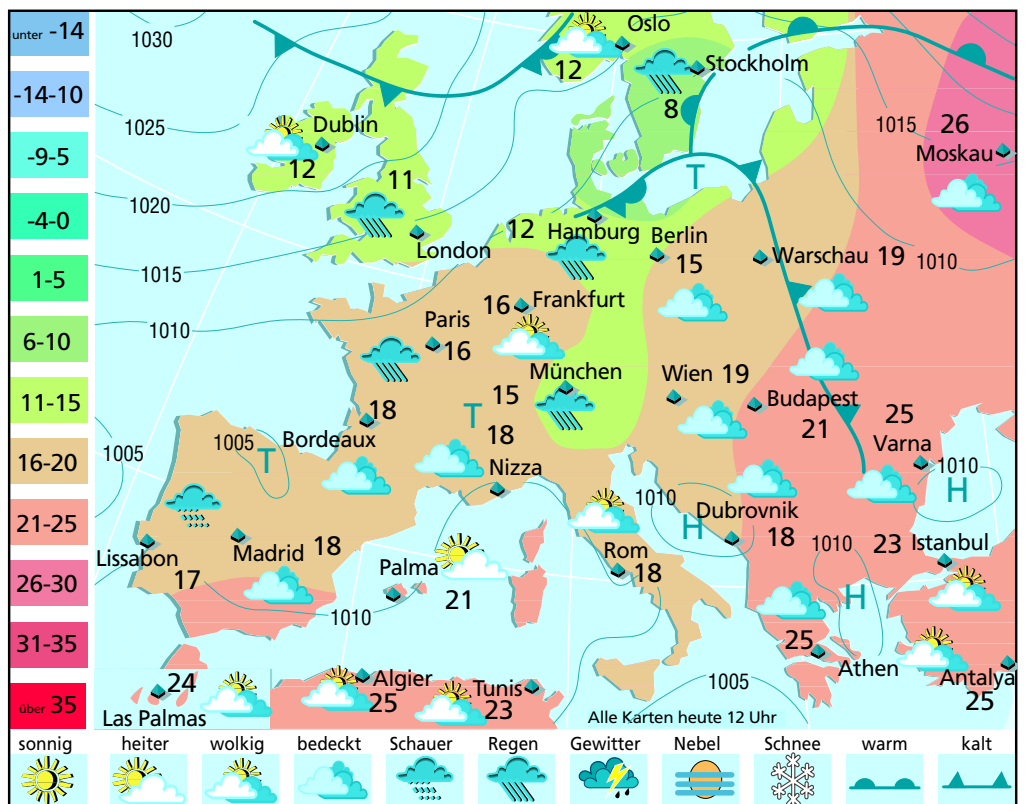 unter -14
-14-10
-9-5
-4-0
1-5
6-10
11-15
16-20
21-25
26-30
31-35
über 35
1030
Oslo
12
Stockholm
8
1025
Dublin
12
1015
26
Moskau
11
T
1020
London
12
Hamburg
Berlin
15
Warschau 19
1010
1015
16 Frankfurt
1010
Paris
16
München
15
Wien 19
Budapest
21
25
Varna
18
Bordeaux
T
18
Nizza
1005
1005
T
1010
H
Dubrovnik
18
1010
H
1010
23
Istanbul
H
Lissabon
17
Madrid
18
Palma
21
Rom
18
1010
25
Athen
Antalya
25
24
Las Palmas
Algier
25
Tunis
23
1005
Alle Karten heute 12 Uhr
sonnig heiter wolkig bedeckt Schauer Regen Gewitter Nebel Schnee warm kalt